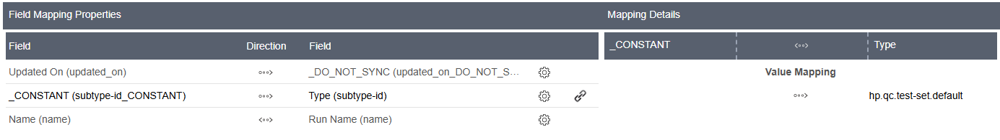 Field Mapping Properties Mapping Details
Field Direction Field _CONSTANT Type
Updated On (updated_on) _DO_NOT_SYNC (updated_on_DO_NOT_S... Value Mapping
_CONSTANT (subtype-id_CONSTANT) Type (subtype-id) hp.qc.test-set.default
Name (name) Run Name (name)